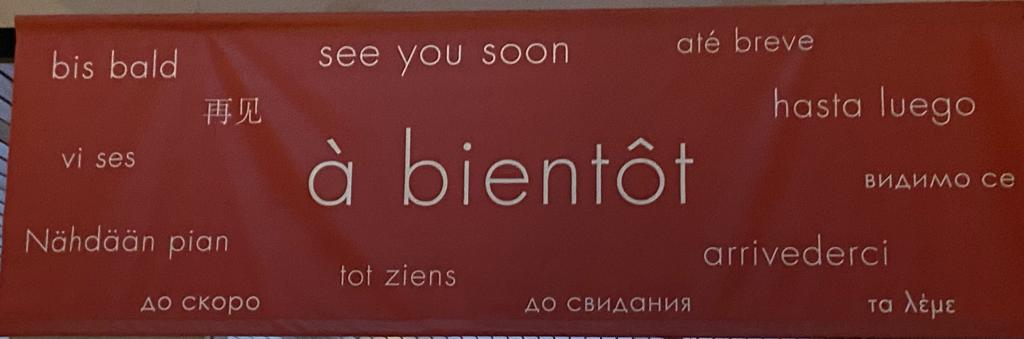 bis bald
see you soon
até breve
再见
hasta luego
vi ses
à bientôt
видимо се
Nähdään pian
tot ziens
arrivederci
до скоро
до свидания
τα λέμε